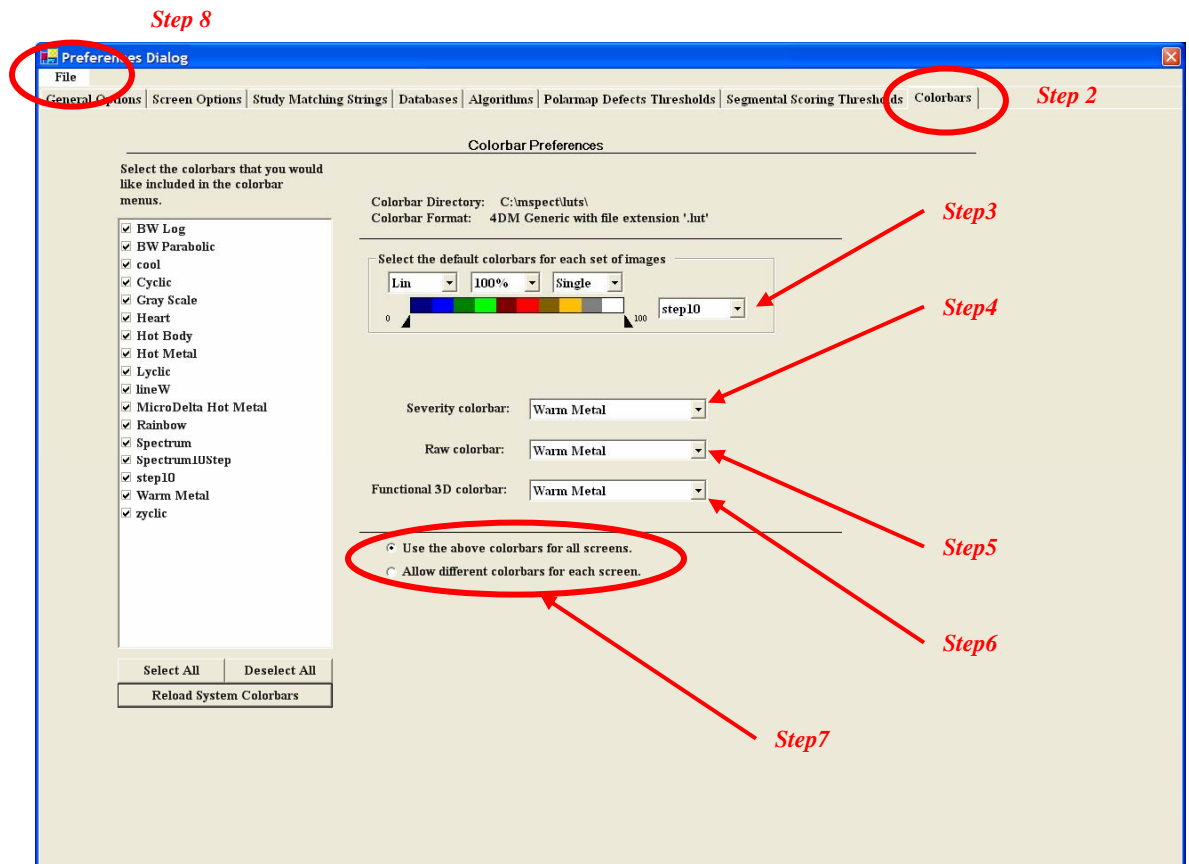 Step 8
Preferences Dialog
File
General Options Screen Options Study Matching Strings Databases Algorithms Polarmap Defects Thresholds Segmental Scoring Thresholds Colorbars
Step 2
Colorbar Preferences
Select the colorbars that you would
like included in the colorbar
menus.
BW Log
BW Parabolic
cool
Cyclic
Gray Scale
Heart
Hot Body
Hot Metal
Lyclic
lineW
MicroDelta Hot Metal
Rainbow
Spectrum
Spectrum10Step
step10
Warm Metal
zyclic
Select All Deselect All
Reload System Colorbars
Colorbar Directory: C:\mspect\luts\
Colorbar Format: 4DM Generic with file extension '.lut'
Select the default colorbars for each set of images
Lin 100% Single
0 100 step10
Severity colorbar: Warm Metal
Raw colorbar: Warm Metal
Functional 3D colorbar: Warm Metal
Use the above colorbars for all screens.
Allow different colorbars for each screen.
Step3
Step4
Step5
Step6
Step7